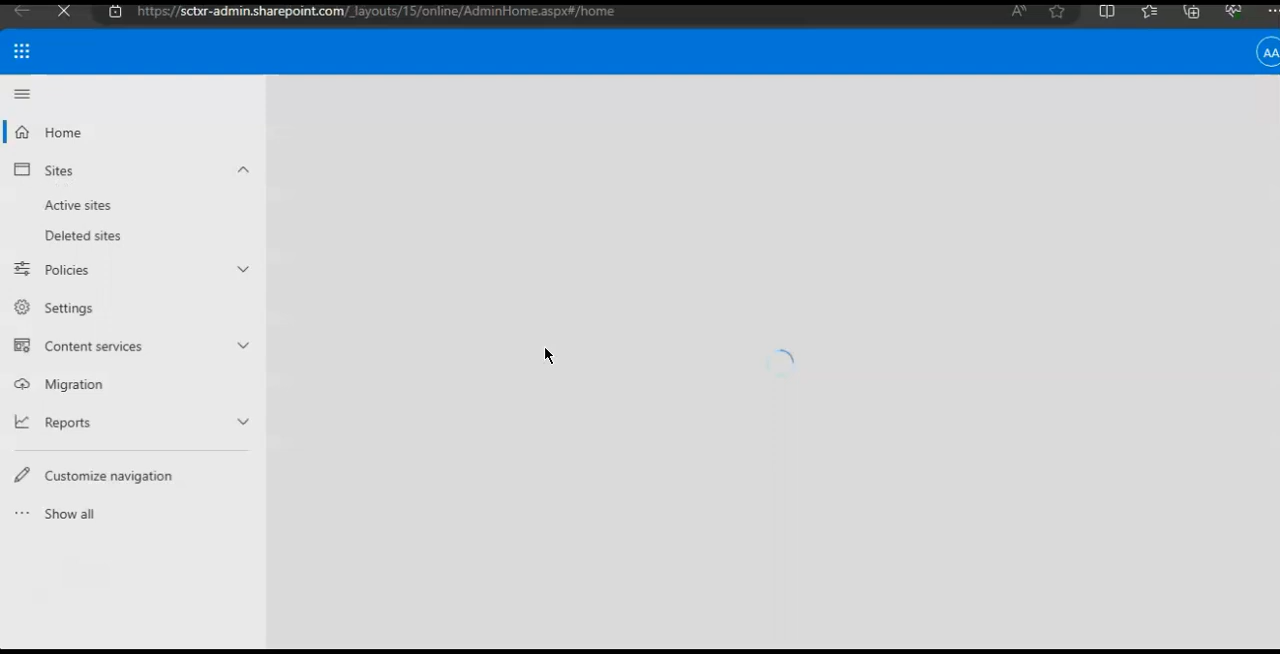 https://sctxr-admin.sharepoint.com/_layouts/15/online/AdminHome.aspx#/home
AA
Home
Sites
Active sites
Deleted sites
Policies
Settings
Content services
Migration
Reports
Customize navigation
Show all